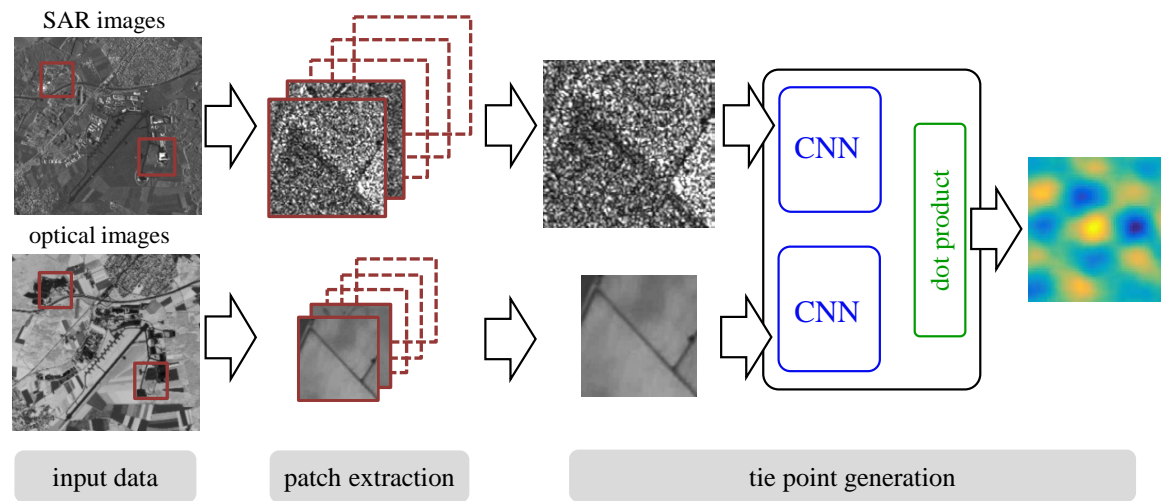 SAR images
optical images
CNN
CNN
dot product
input data
patch extraction
tie point generation